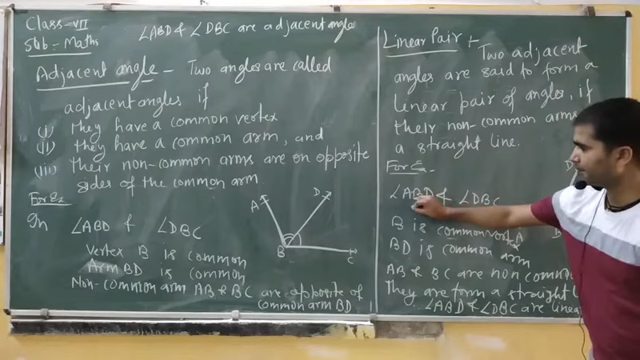 Class-VII
Sub-Maths
∠ABD & ∠DBC are adjacent angle
Adjacent angle - Two angles are called
adjacent angles if
(i) They have a common vertex
(ii) They have a common arm, and
(iii) Their non-common arms are on opposite
sides of the common arm
For Ex
In ∠ABD & ∠DBC
Vertex B is common
Arm BD is common
Non-common arm AB & BC are opposite of
common arm BD
A
D
B
C
Linear Pair :- Two adjacent
angles are said to form a
linear pair of angles, if
their non-common arms
a straight line.
For Ex-
∠ABD & ∠DBC
B is common
BD is common arm
AB & BC are non common
They are form a straight
∠ABD & ∠DBC are linear
A
D